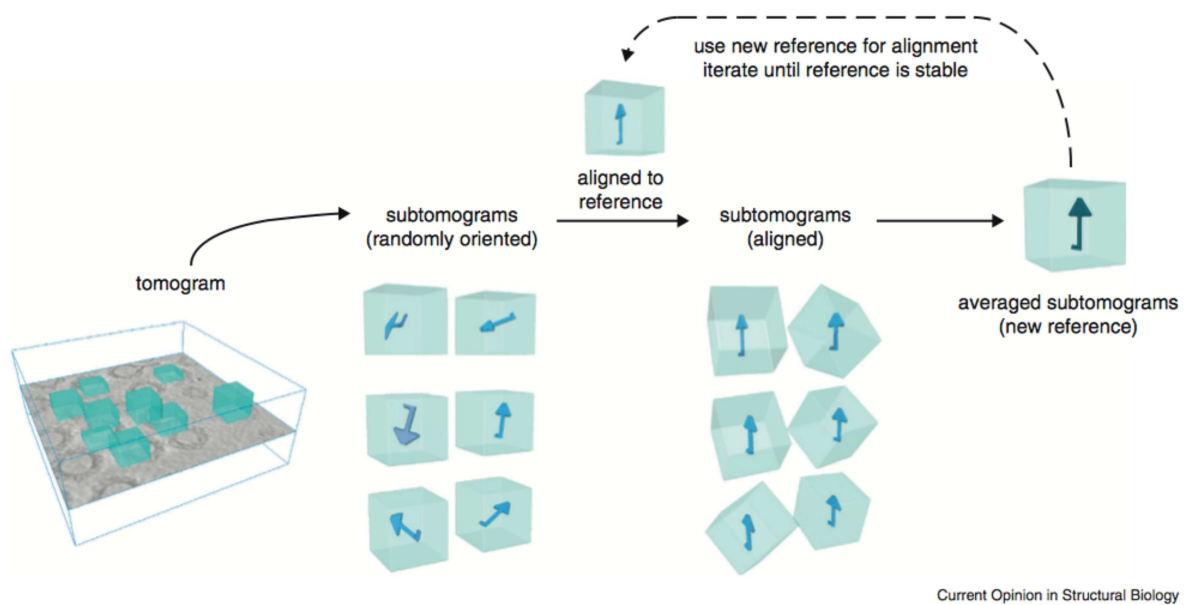 use new reference for alignment
iterate until reference is stable
aligned to
reference
subtomograms
(randomly oriented)
subtomograms
(aligned)
tomogram
averaged subtomograms
(new reference)
Current Opinion in Structural Biology